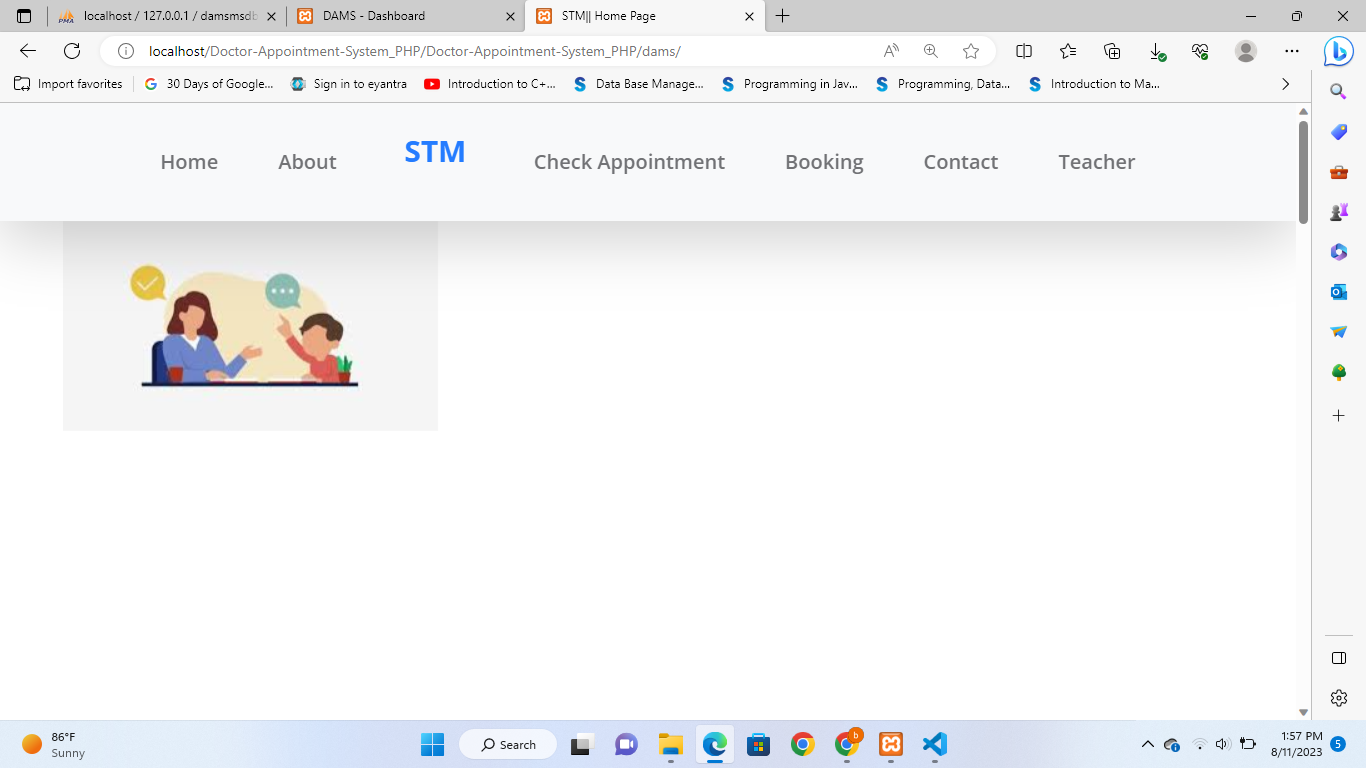 localhost / 127.0.0.1 / damsmsdb
DAMS - Dashboard
STM|| Home Page
localhost/Doctor-Appointment-System_PHP/Doctor-Appointment-System_PHP/dams/
Import favorites
30 Days of Google...
Sign in to eyantra
Introduction to C+...
Data Base Manage...
Programming in Jav...
Programming, Data...
Introduction to Ma...
Home
About
STM
Check Appointment
Booking
Contact
Teacher
86°F
Sunny
Search
b
1:57 PM
8/11/2023
5